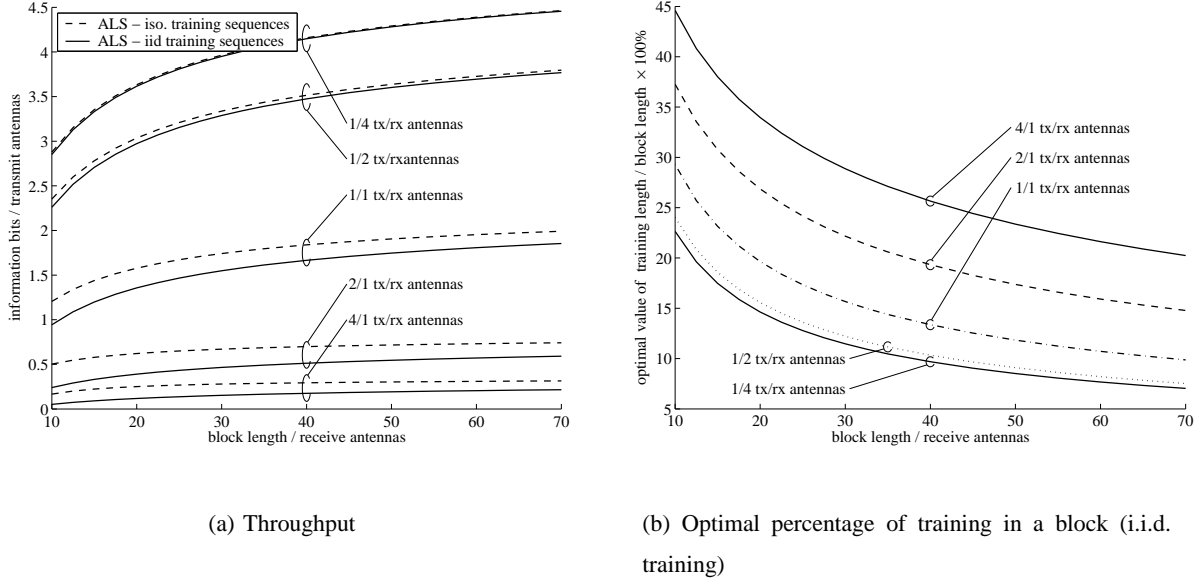 4.5
4
3.5
3
2.5
2
1.5
1
0.5
0
information bits / transmit antennas
ALS – iso. training sequences
ALS – iid training sequences
1/4 tx/rx antennas
1/2 tx/rxantennas
1/1 tx/rx antennas
2/1 tx/rx antennas
4/1 tx/rx antennas
10 20 30 40 50 60 70
block length / receive antennas
(a) Throughput
45
40
35
30
25
20
15
10
5
optimal value of training length / block length × 100%
4/1 tx/rx antennas
2/1 tx/rx antennas
1/1 tx/rx antennas
1/2 tx/rx antennas
1/4 tx/rx antennas
10 20 30 40 50 60 70
block length / receive antennas
(b) Optimal percentage of training in a block (i.i.d.
training)